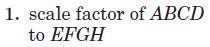 1. scale factor of ABCD
to EFGH